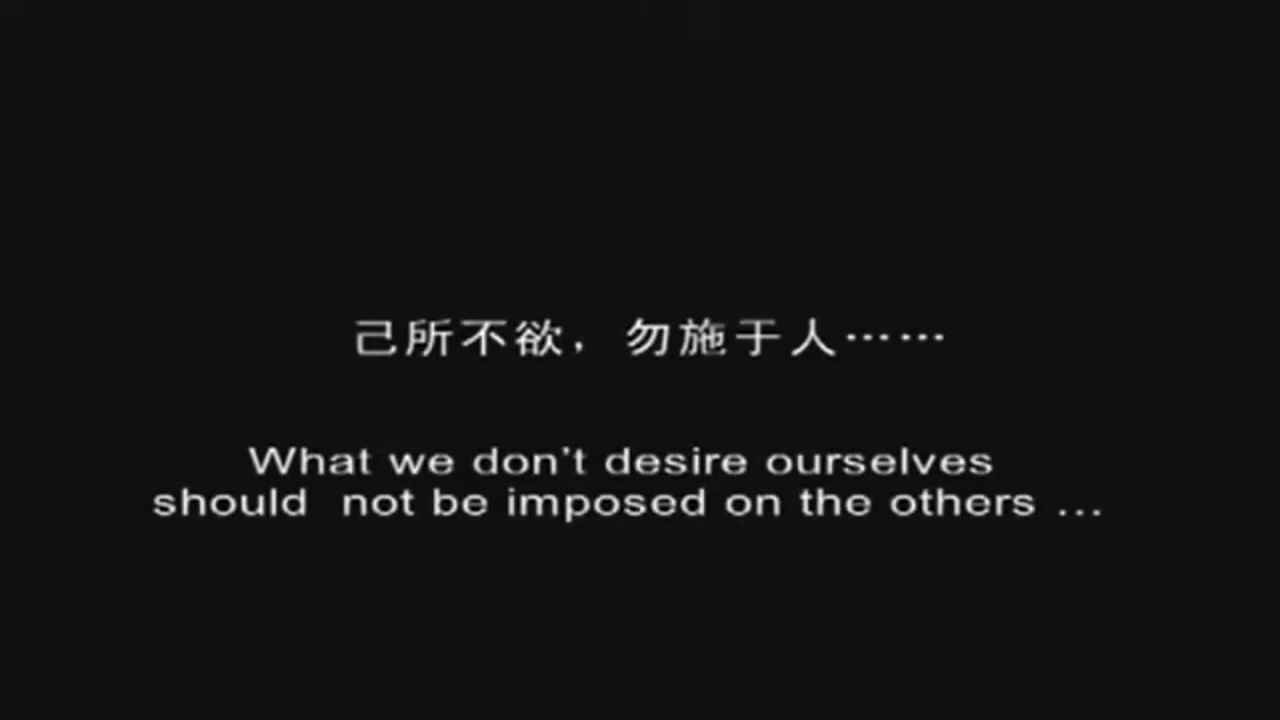 己所不欲，勿施于人……
What we don't desire ourselves
should  not be imposed on the others ...